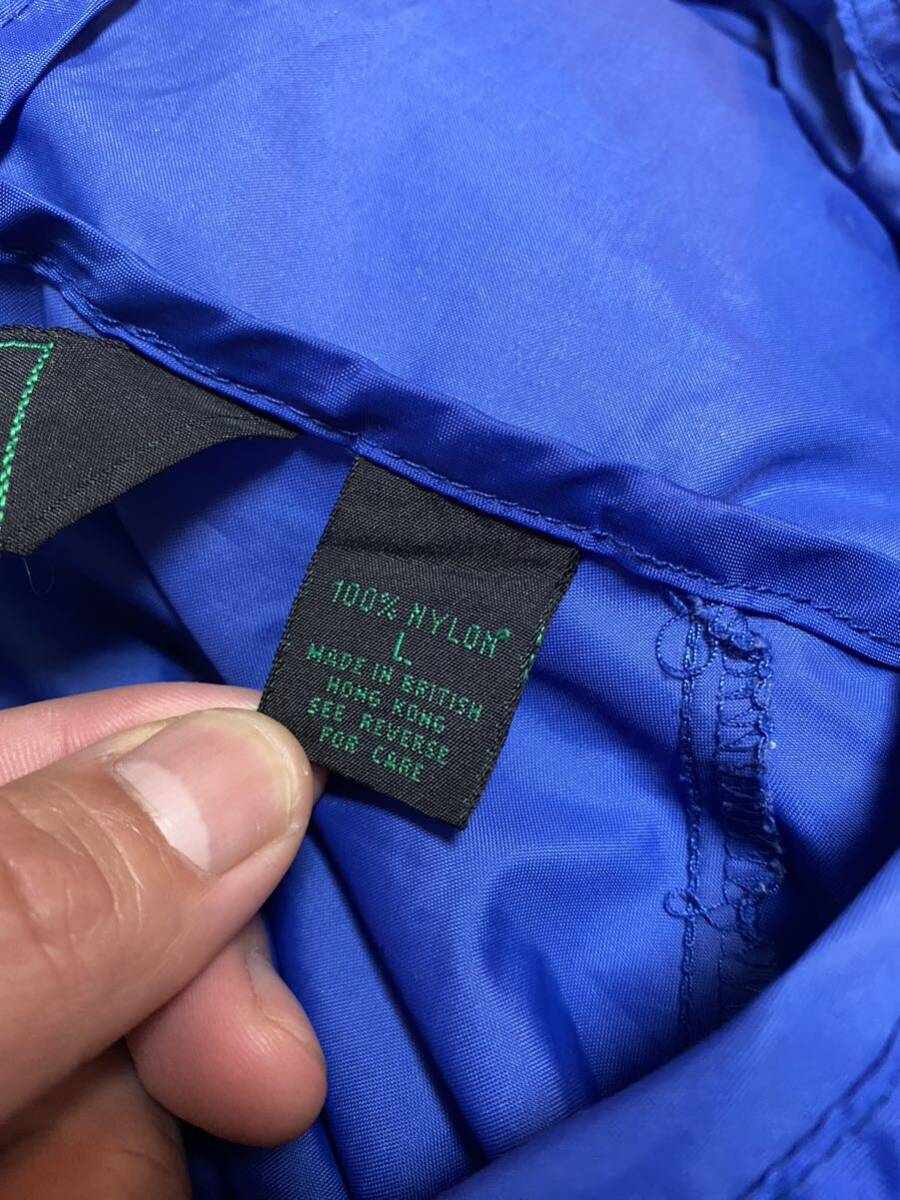 100% NYLON
L
MADE IN BRITISH
HONG KONG
SEE REVERSE
FOR CARE